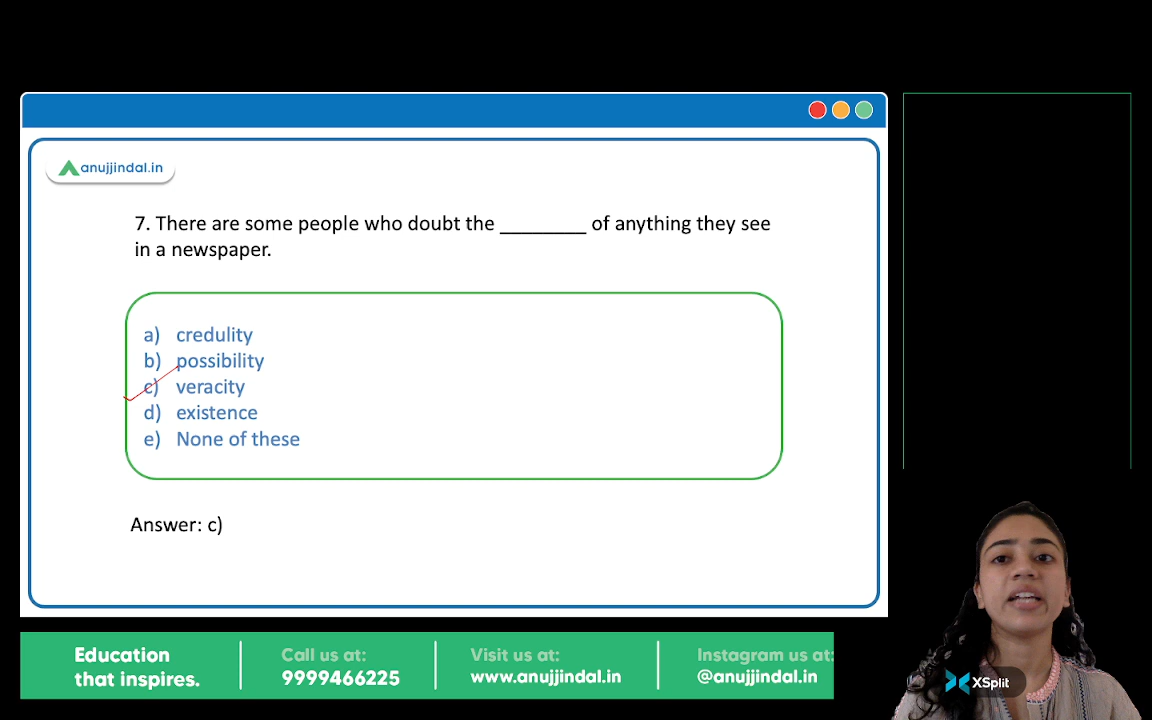 anujjindal.in
7. There are some people who doubt the ________ of anything they see
in a newspaper.
a) credulity
b) possibility
c) veracity
d) existence
e) None of these
Answer: c)
Education
that inspires.
Call us at:
9999466225
Visit us at:
www.anujjindal.in
Instagram us at:
@anujjindal.in
XSplit